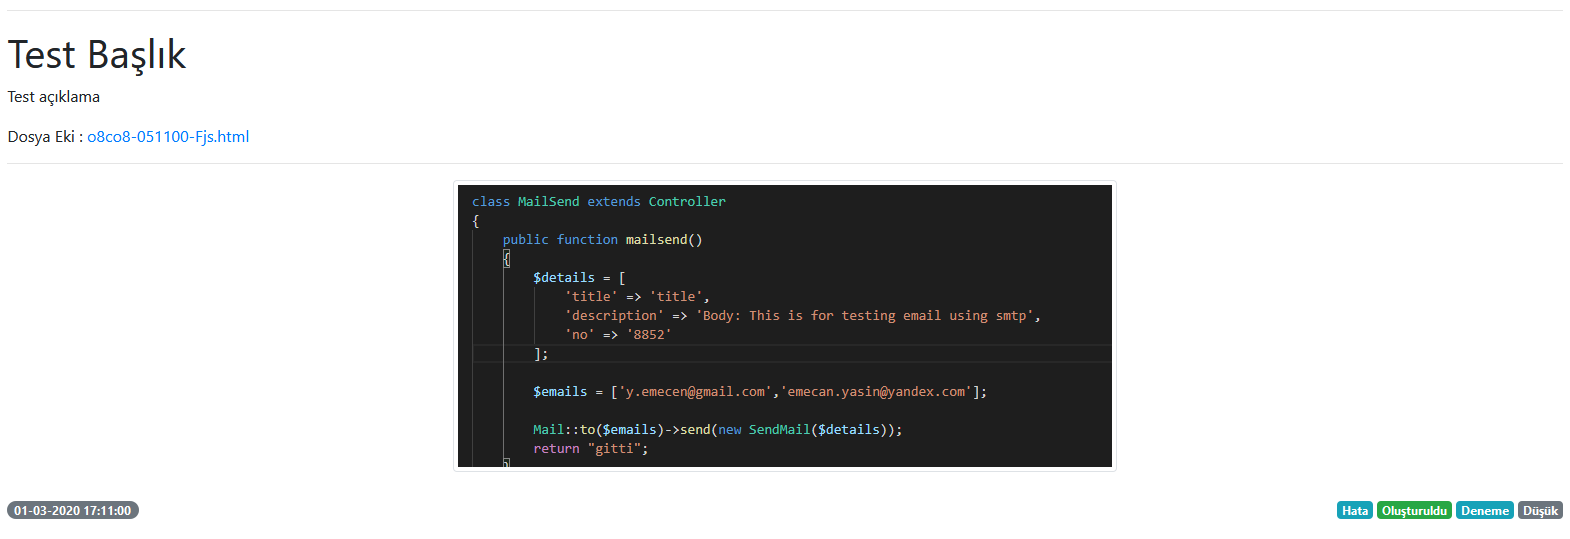 Test Başlık
Test açıklama
Dosya Eki : o8co8-051100-Fjs.html
class MailSend extends Controller
{
    public function mailsend()
    {
        $details = [
            'title' => 'title',
            'description' => 'Body: This is for testing email using smtp',
            'no' => '8852'
        ];
        $emails = ['y.emecen@gmail.com','emecan.yasin@yandex.com'];
        Mail::to($emails)->send(new SendMail($details));
        return "gitti";
    }
01-03-2020 17:11:00 Hata Oluşturuldu Deneme Düşük